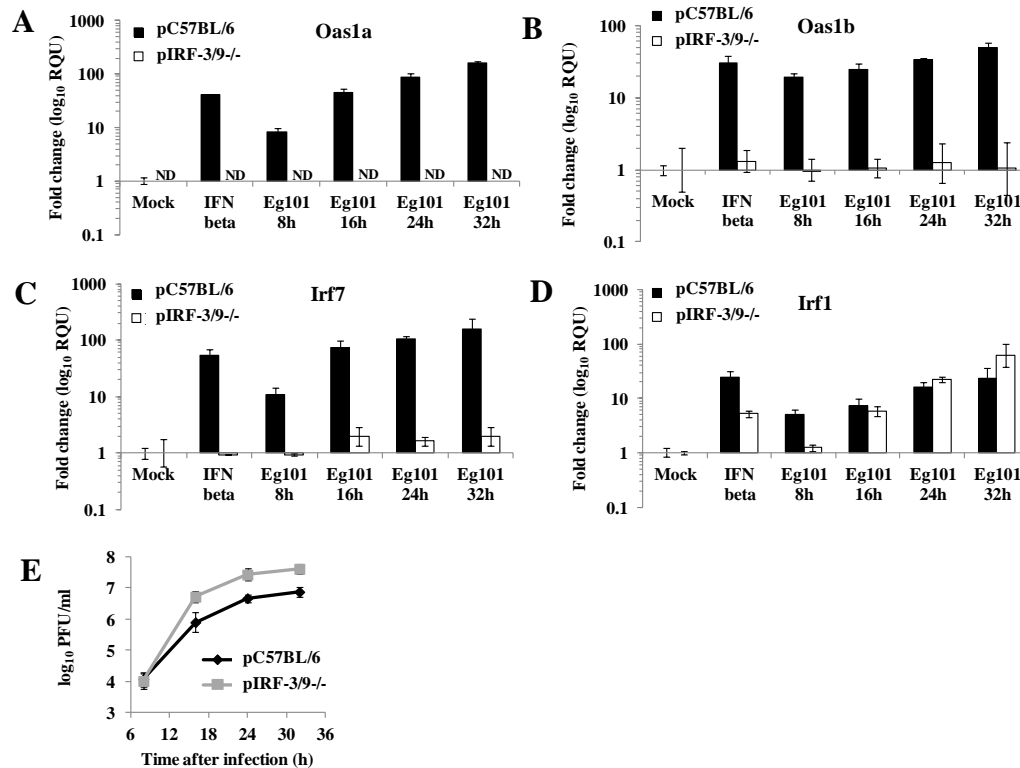 A
Oas1a
pC57BL/6
pIRF-3/9-/-
Fold change (log10 RQU)
1000
100
10
1
0.1
ND ND ND ND ND ND
Mock IFN beta Eg101 8h Eg101 16h Eg101 24h Eg101 32h
B
Oas1b
pC57BL/6
pIRF-3/9-/-
Fold change (log10 RQU)
100
10
1
0.1
Mock IFN beta Eg101 8h Eg101 16h Eg101 24h Eg101 32h
C
Irf7
pC57BL/6
pIRF-3/9-/-
Fold change (log10 RQU)
1000
100
10
1
0.1
Mock IFN beta Eg101 8h Eg101 16h Eg101 24h Eg101 32h
D
Irf1
pC57BL/6
pIRF-3/9-/-
Fold change (log10 RQU)
1000
100
10
1
0.1
Mock IFN beta Eg101 8h Eg101 16h Eg101 24h Eg101 32h
E
log10 PFU/ml
8
7
6
5
4
3
pC57BL/6
pIRF-3/9-/-
6 12 18 24 30 36
Time after infection (h)